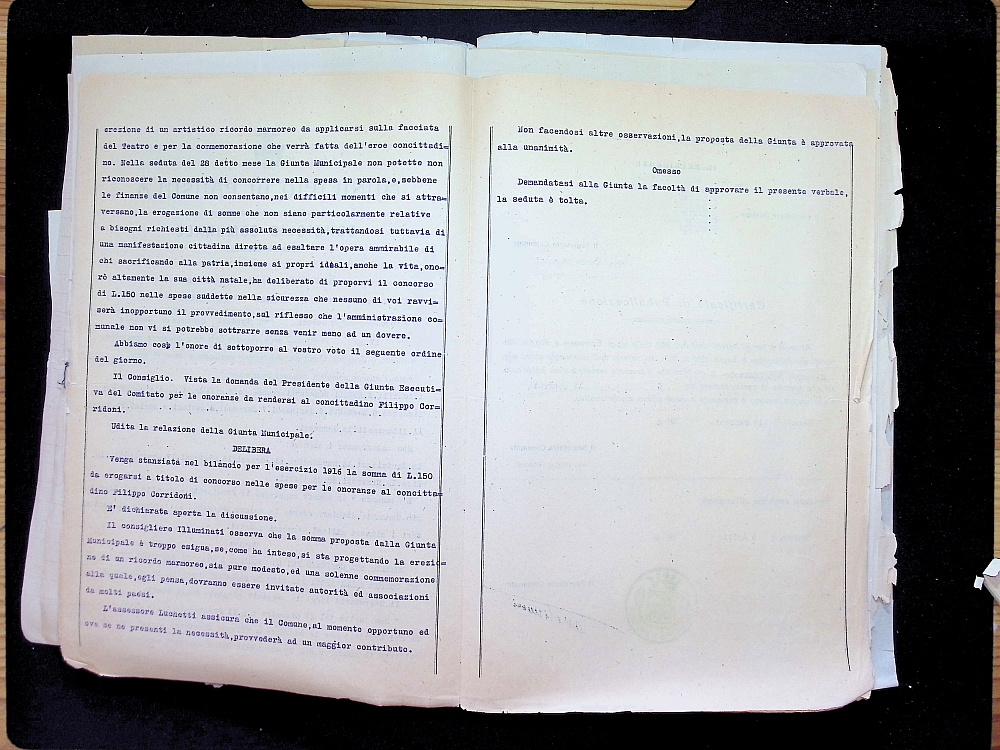 erezione di un artistico ricordo marmoreo da applicarsi sulla facciata
del Teatro e per la commemorazione che verrà fatta dell'eroe concittadi=
no. Nella seduta del 28 detto mese la Giunta Municipale non potette non
riconoscere la necessità di concorrere nella spesa in parola,e,sebbene
le finanze del Comune non consentano,nei difficili momenti che si attra=
versano,la erogazione di somme che non siano particolarmente relative
a bisogni richiesti dalla più assoluta necessità,trattandosi tuttavia di
una manifestazione cittadina diretta ad esaltare l'opera ammirabile di
chi sacrificando alla patria,insieme ai propri ideali,anche la vita,ono=
rò altamente la sua città natale,ha deliberato di proporvi il concorso
di L.150 nelle spese suddette nella sicurezza che nessuno di voi ravvi=
serà inopportuno il provvedimento,sul riflesso che l'amministrazione co=
munale non vi si potrebbe sottrarre senza venir meno ad un dovere.
Abbiamo così l'onore di sottoporre al vostro voto il seguente ordine
del giorno.
Il Consiglio. Vista la domanda del Presidente della Giunta Esecuti=
va del Comitato per le onoranze da rendersi al concittadino Filippo Cor=
ridoni.
Udita la relazione della Giunta Municipale.
DELIBERA
Venga stanziata nel bilancio per l'esercizio 1916 la somma di L.150
da erogarsi a titolo di concorso nelle spese per le onoranze al concitta=
dino Filippo Corridoni.
E' dichiarata aperta la discussione.
Il consigliere Illuminati osserva che la somma proposta dalla Giunta
Municipale è troppo esigua,se,come ha inteso,si sta progettando la erezio=
ne di un ricordo marmoreo,sia pure modesto,ed una solenne commemorazione
alla quale,egli pensa,dovranno essere invitate autorità ed associazioni
da molti paesi.
L'assessore Luchetti assicura che il Comune,al momento opportuno ed
ove se ne presenti la necessità,provvederà ad un maggior contributo.
Non facendosi altre osservazioni,la proposta della Giunta è approvata
alla unanimità.
Omesso
Demandatasi alla Giunta la facoltà di approvare il presente verbale,
la seduta è tolta.